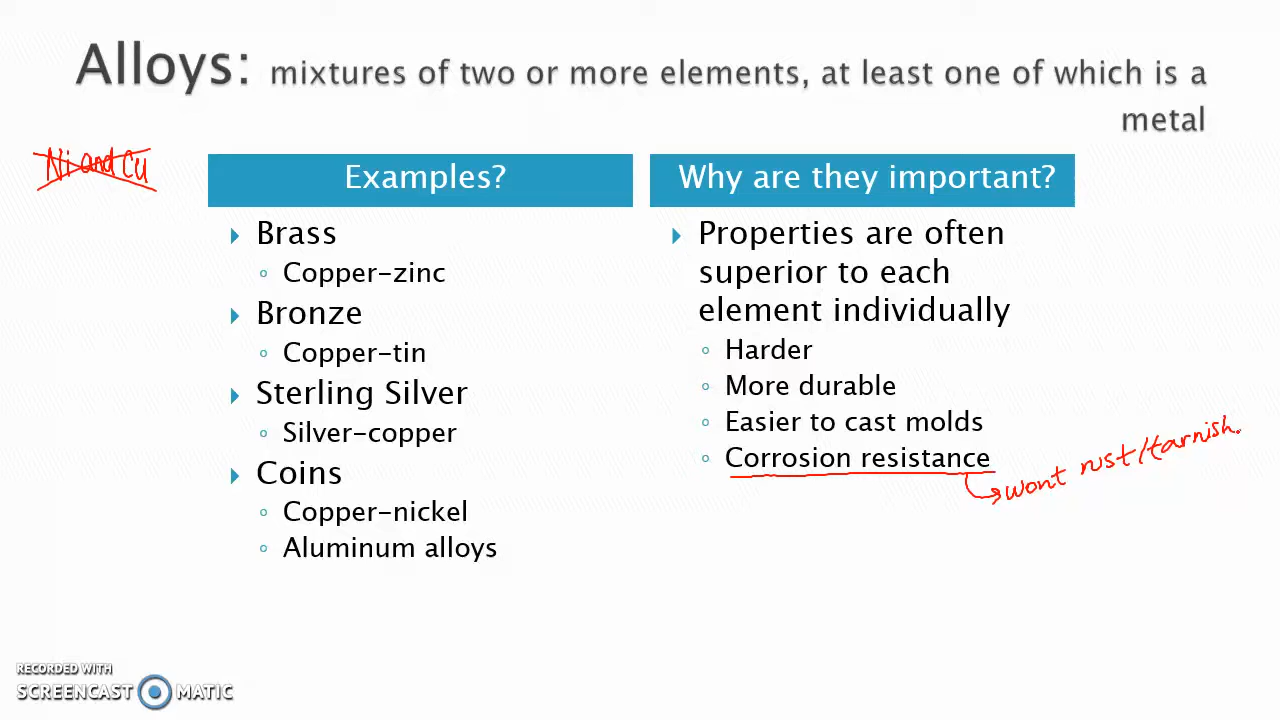 Alloys: mixtures of two or more elements, at least one of which is a
metal
Ni and Cu
Examples?
Brass
Copper-zinc
Bronze
Copper-tin
Sterling Silver
Silver-copper
Coins
Copper-nickel
Aluminum alloys
Why are they important?
Properties are often
superior to each
element individually
Harder
More durable
Easier to cast molds
Corrosion resistance
wont rust/tarnish.
RECORDED WITH
SCREENCAST MATIC